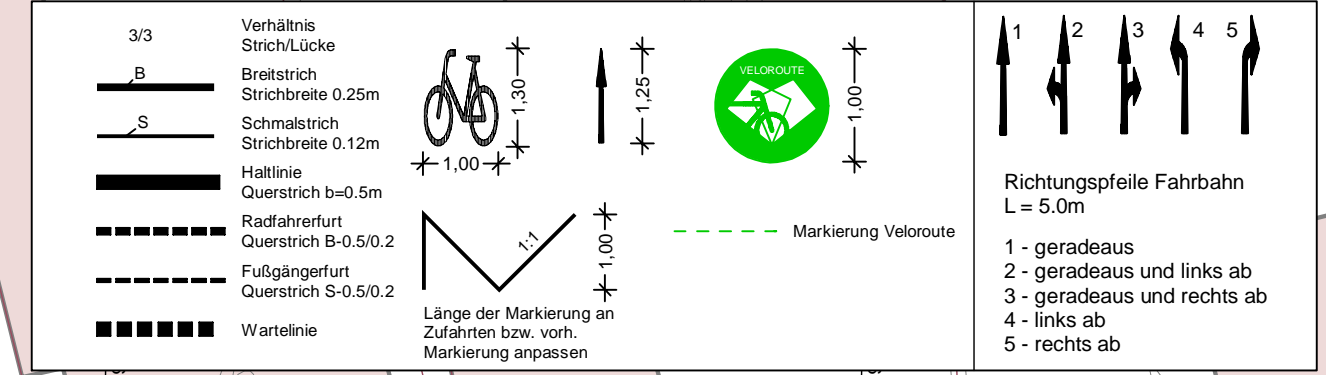 3/3
Verhältnis
Strich/Lücke
B
Breitstrich
Strichbreite 0.25m
S
Schmalstrich
Strichbreite 0.12m
Haltlinie
Querstrich b=0.5m
Radfahrerfurt
Querstrich B-0.5/0.2
Fußgängerfurt
Querstrich S-0.5/0.2
Wartelinie
1,30
1,00
1,25
VELOROUTE
1,00
1:1
1,00
Länge der Markierung an
Zufahrten bzw. vorh.
Markierung anpassen
Markierung Veloroute
1 2 3 4 5
Richtungspfeile Fahrbahn
L = 5.0m
1 - geradeaus
2 - geradeaus und links ab
3 - geradeaus und rechts ab
4 - links ab
5 - rechts ab